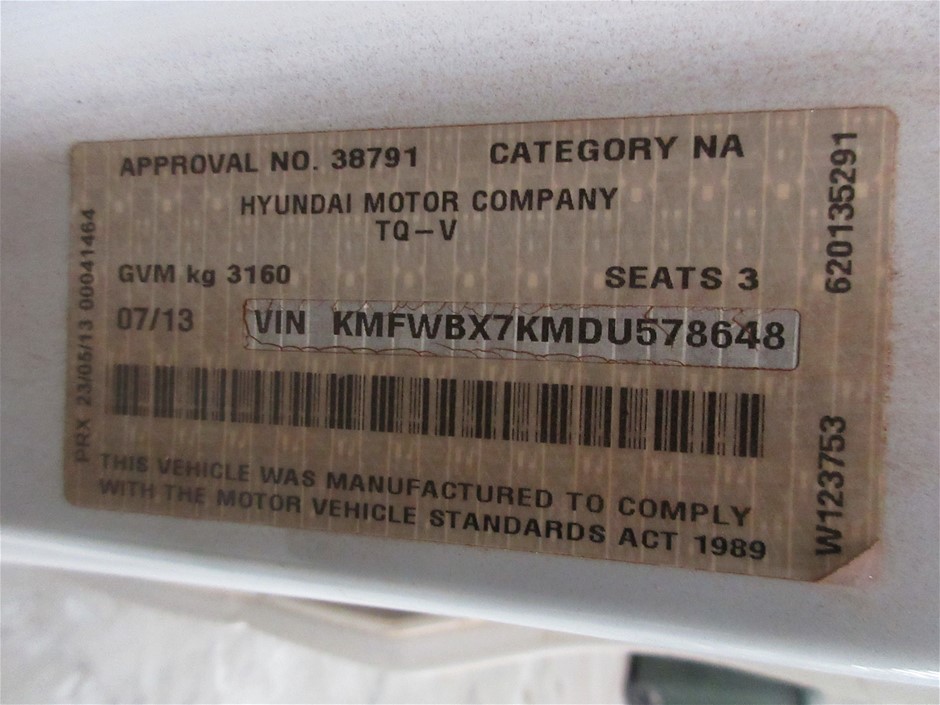 APPROVAL NO. 38791 CATEGORY NA
HYUNDAI MOTOR COMPANY
TQ-V
GVM kg 3160 SEATS 3
07/13 VIN KMFWBX7KMDU578648
THIS VEHICLE WAS MANUFACTURED TO COMPLY
WITH THE MOTOR VEHICLE STANDARDS ACT 1989
PRX 23/05/13 00041464
620135291
W123753